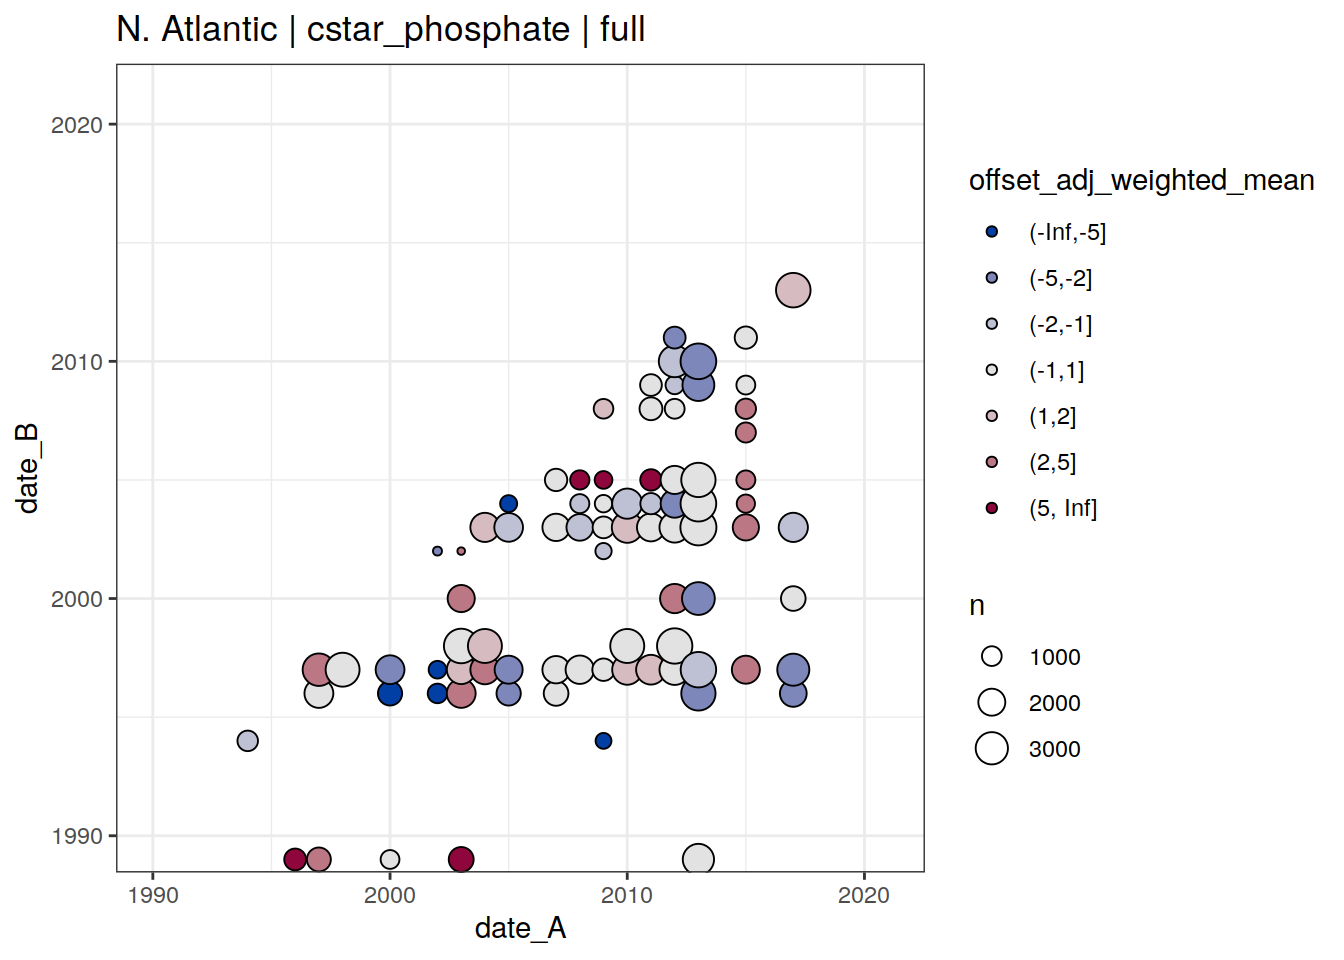 N. Atlantic | cstar_phosphate | full
2020
2010
2000
1990
date_B
1990
2000
2010
2020
date_A
offset_adj_weighted_mean
(-Inf,-5]
(-5,-2]
(-2,-1]
(-1,1]
(1,2]
(2,5]
(5, Inf]
n
1000
2000
3000